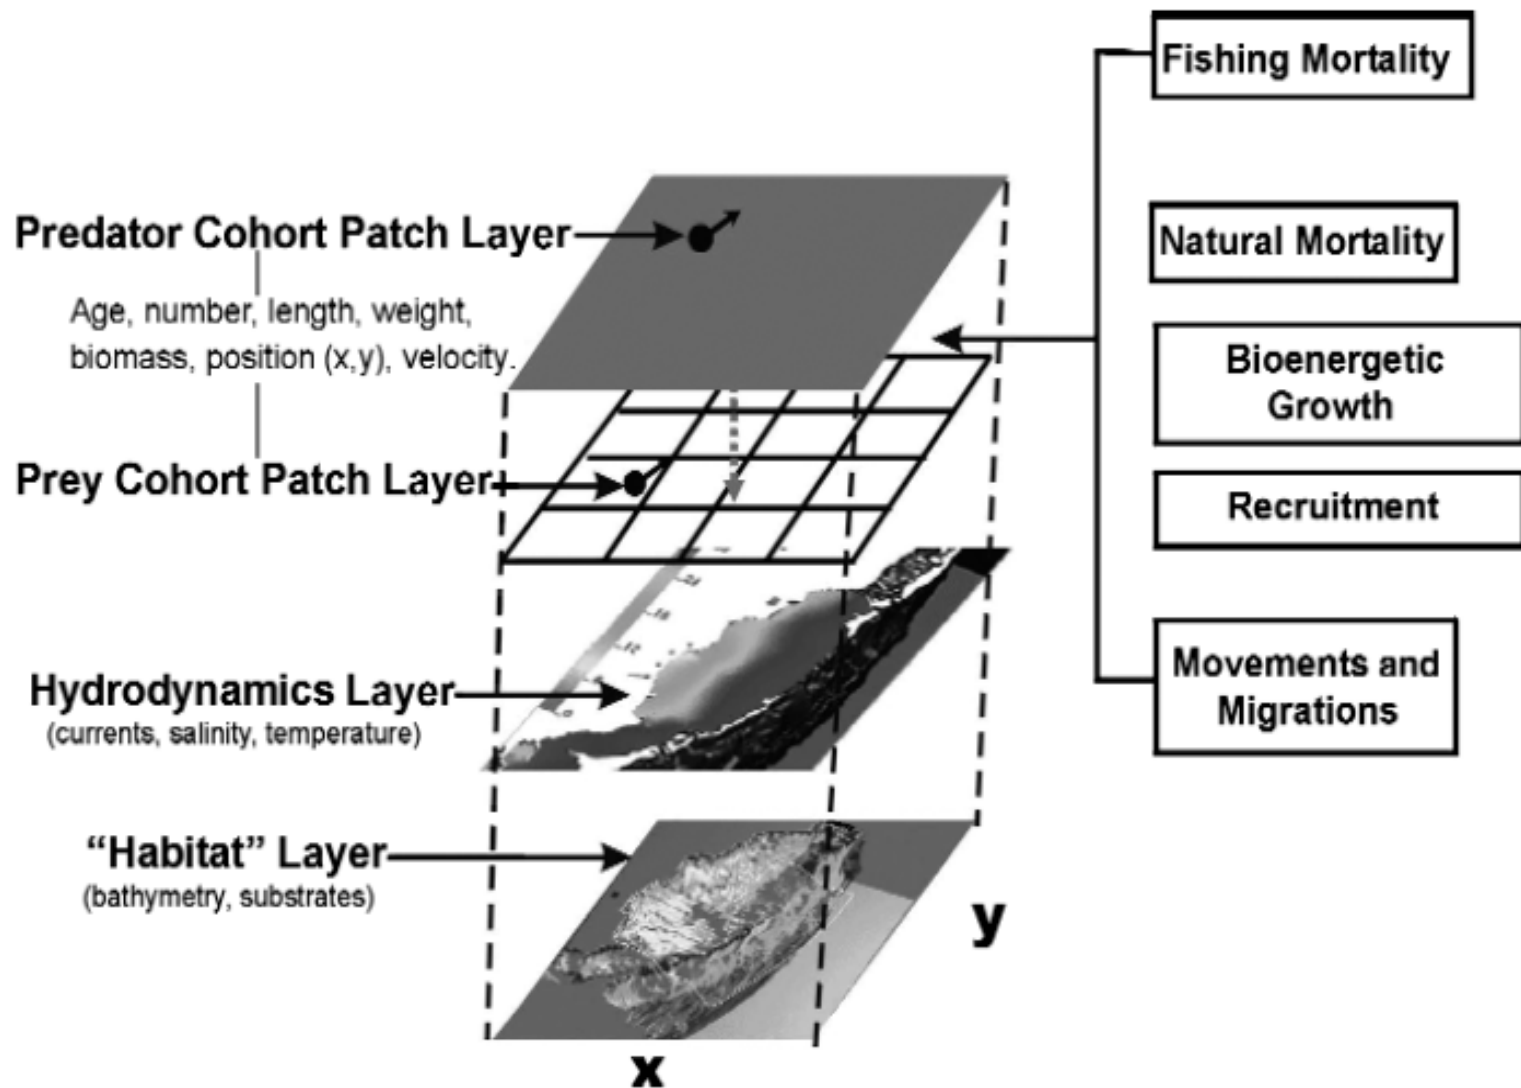 Fishing Mortality
Predator Cohort Patch Layer
Age, number, length, weight,
biomass, position (x,y), velocity.
Prey Cohort Patch Layer
Natural Mortality
Bioenergetic
Growth
Recruitment
Hydrodynamics Layer
(currents, salinity, temperature)
Movements and
Migrations
“Habitat” Layer
(bathymetry, substrates)
y
x